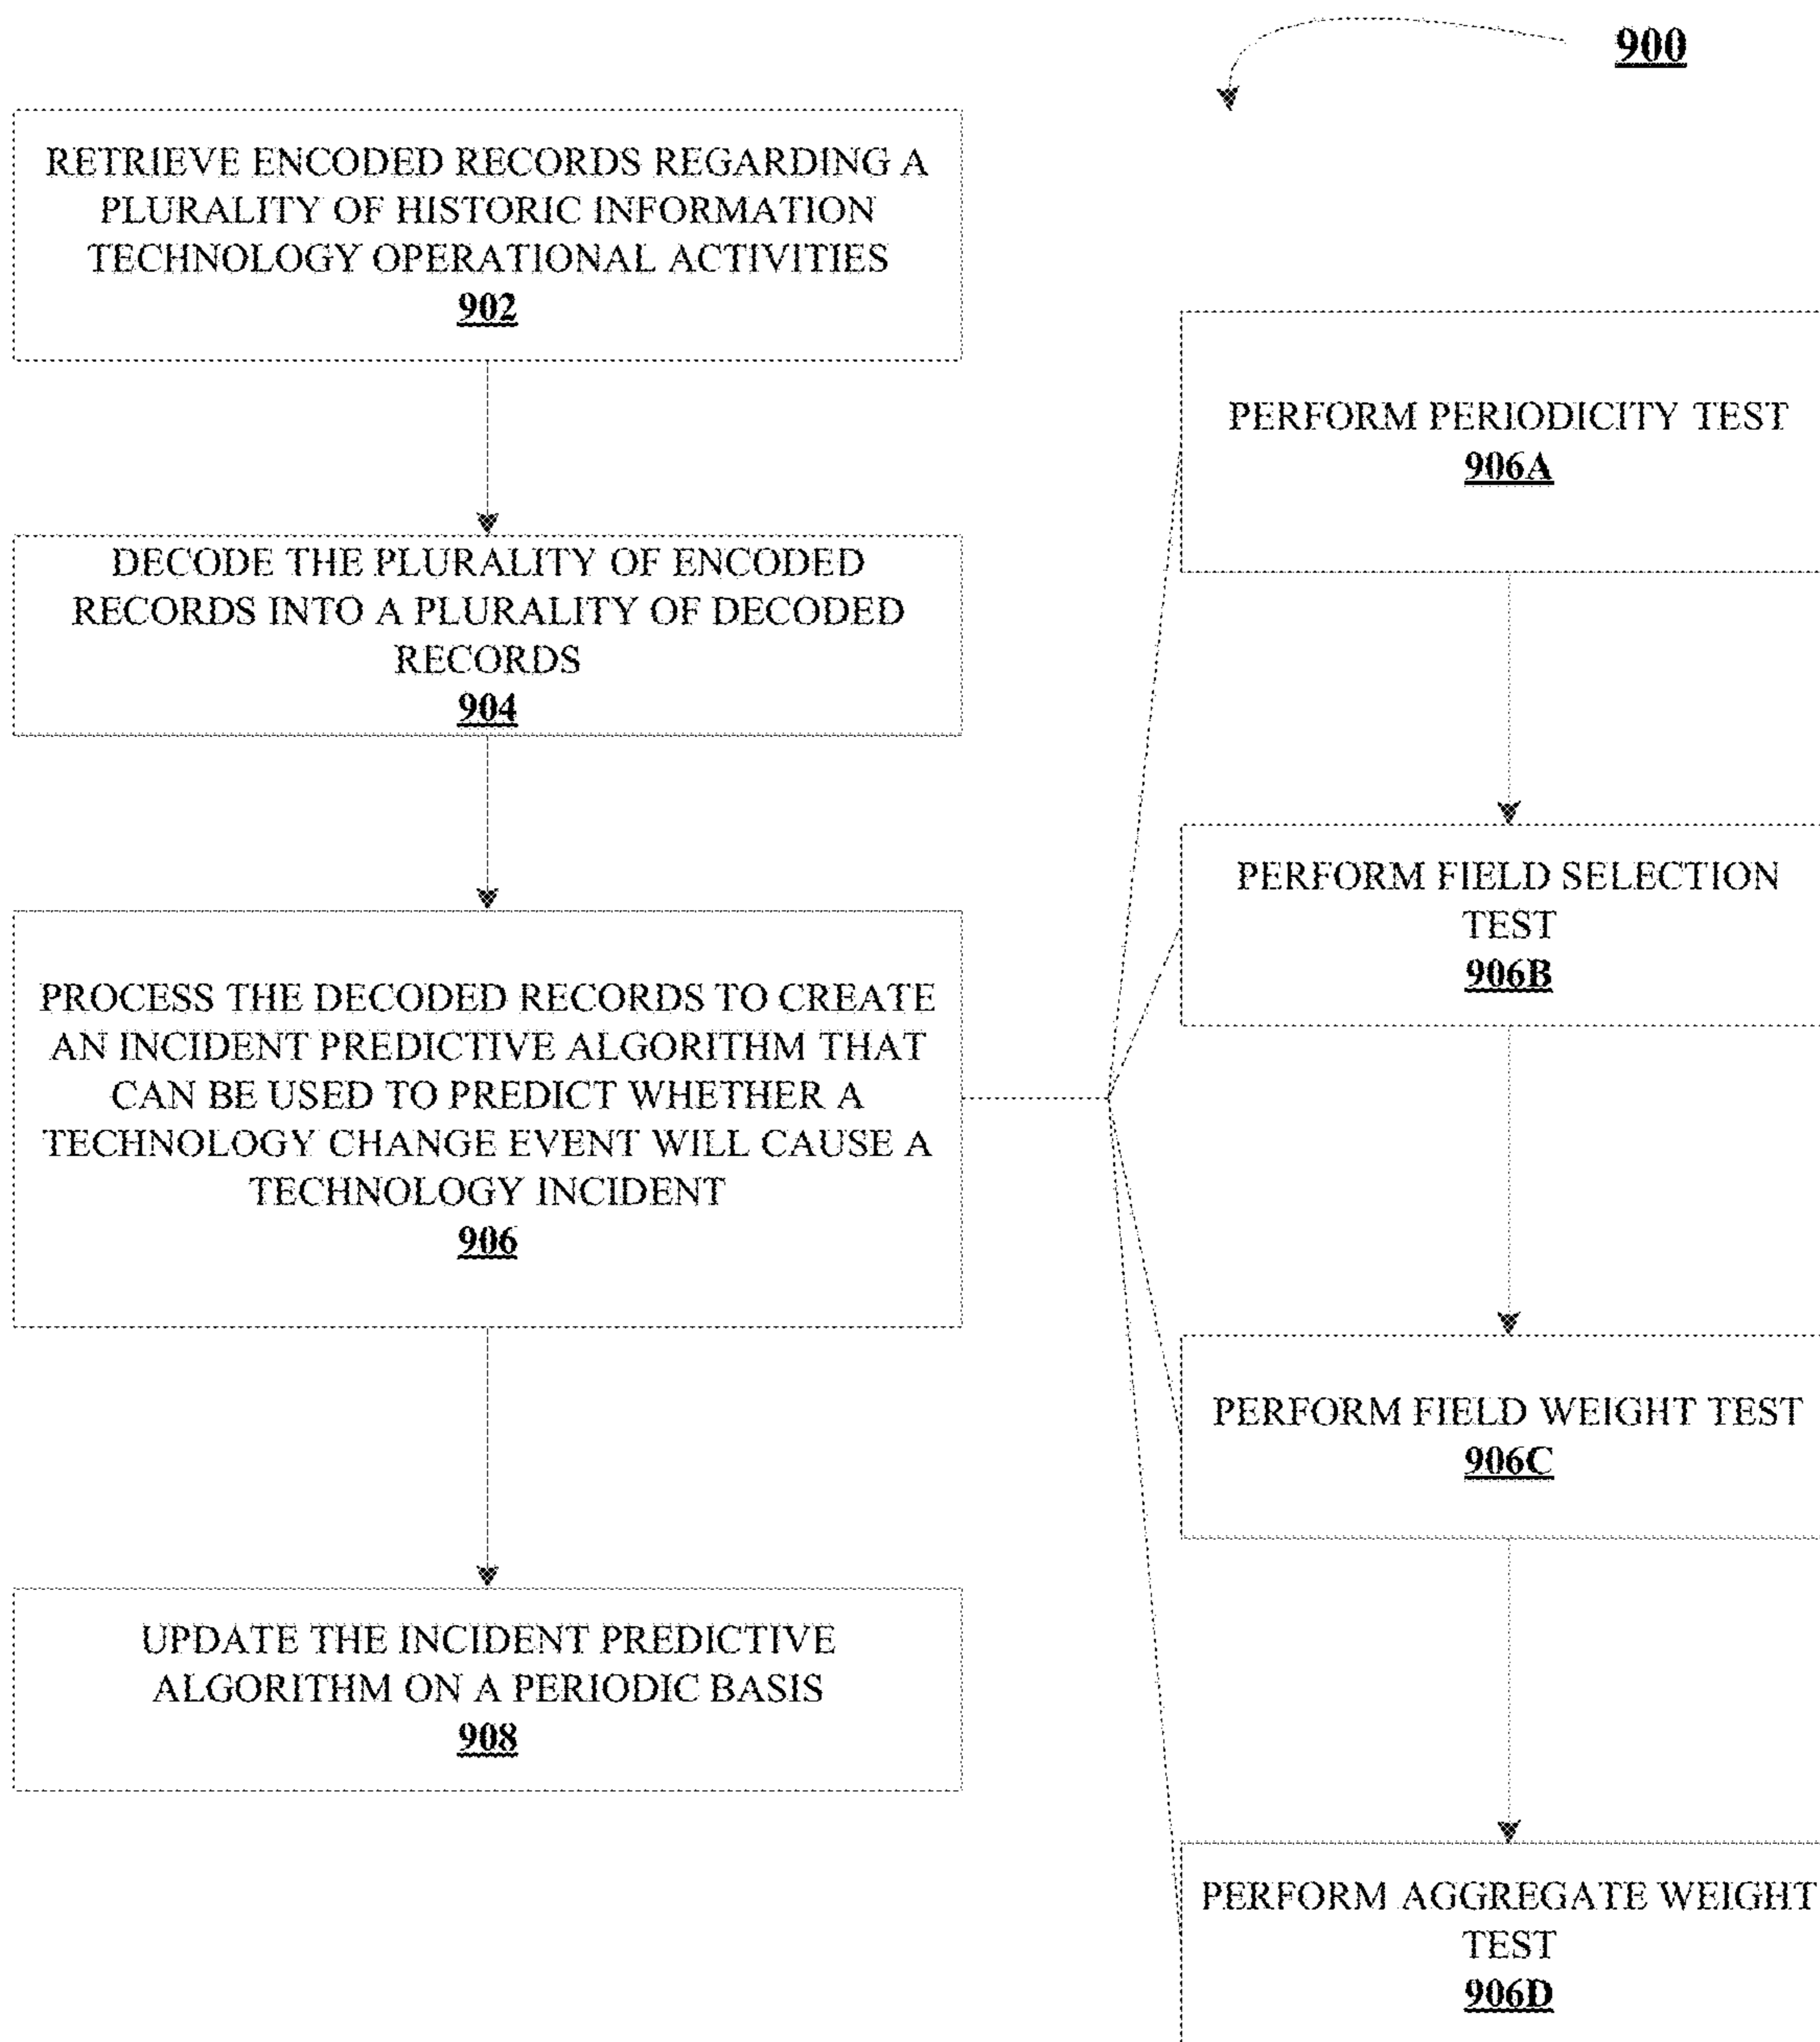 900
RETRIEVE ENCODED RECORDS REGARDING A
PLURALITY OF HISTORIC INFORMATION
TECHNOLOGY OPERATIONAL ACTIVITIES
902
DECODE THE PLURALITY OF ENCODED
RECORDS INTO A PLURALITY OF DECODED
RECORDS
904
PROCESS THE DECODED RECORDS TO CREATE
AN INCIDENT PREDICTIVE ALGORITHM THAT
CAN BE USED TO PREDICT WHETHER A
TECHNOLOGY CHANGE EVENT WILL CAUSE A
TECHNOLOGY INCIDENT
906
UPDATE THE INCIDENT PREDICTIVE
ALGORITHM ON A PERIODIC BASIS
908
PERFORM PERIODICITY TEST
906A
PERFORM FIELD SELECTION
TEST
906B
PERFORM FIELD WEIGHT TEST
906C
PERFORM AGGREGATE WEIGHT
TEST
906D